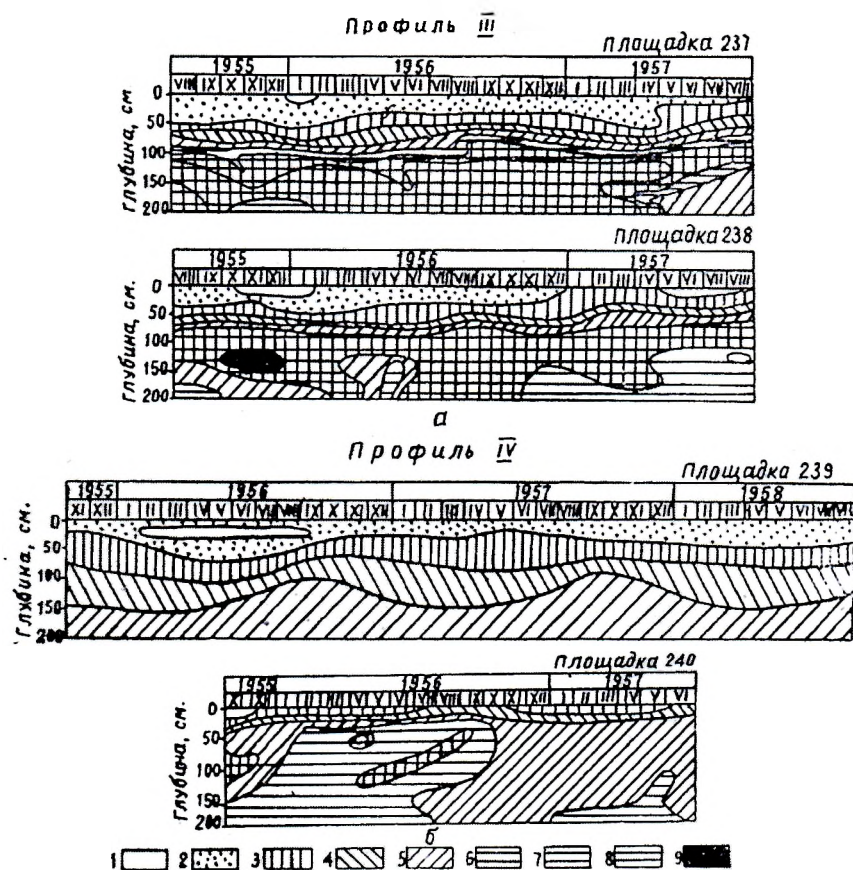 Профиль III
Площадка 237
1955 1956 1957
VIII IX X XI XII I II III IV V VI VII VIII IX X XI XII I II III IV V VI VII VIII
Глубина, см
0
50
100
150
200
Площадка 238
1955 1956 1957
VIII IX X XI XII I II III IV V VI VII VIII IX X XI XII I II III IV V VI VII VIII
Глубина, см.
0
50
100
150
200
а
Профиль IV
Площадка 239
1955 1956 1957 1958
XI XII I II III IV V VI VII VIII IX X XI XII I II III IV V VI VII VIII IX X XI XII I II III IV V VI
Глубина, см.
0
50
100
150
200
Площадка 240
1955 1956 1957
XI XII I II III IV V VI VII VIII IX X XI XII I II III IV V VI
Глубина, см.
0
50
100
150
200
б
1 2 3 4 5 6 7 8 9